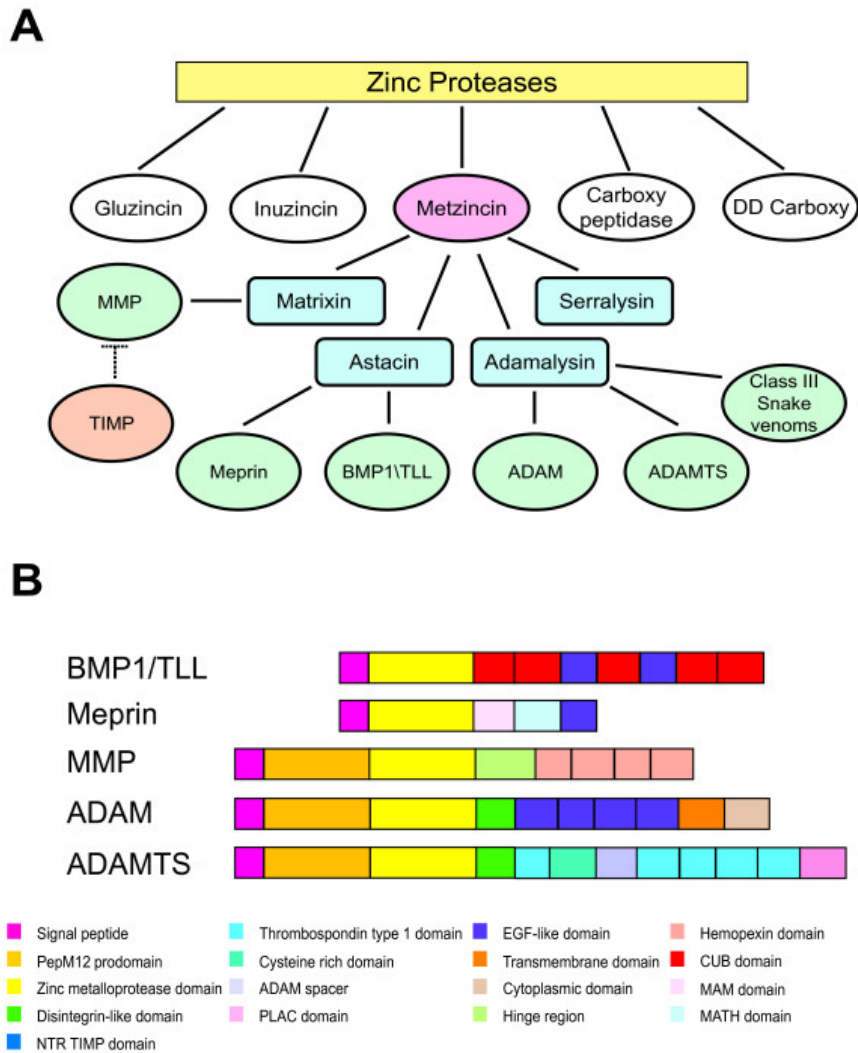 A
Zinc Proteases
Gluzincin
Inuzincin
Metzincin
Carboxy
peptidase
DD Carboxy
MMP
Matrixin
Serralysin
Astacin
Adamalysin
Class III
Snake
venoms
TIMP
Meprin
BMP1\TLL
ADAM
ADAMTS
B
BMP1/TLL
Meprin
MMP
ADAM
ADAMTS
Signal peptide
Thrombospondin type 1 domain
EGF-like domain
Hemopexin domain
PepM12 prodomain
Cysteine rich domain
Transmembrane domain
CUB domain
Zinc metalloprotease domain
ADAM spacer
Cytoplasmic domain
MAM domain
Disintegrin-like domain
PLAC domain
Hinge region
MATH domain
NTR TIMP domain